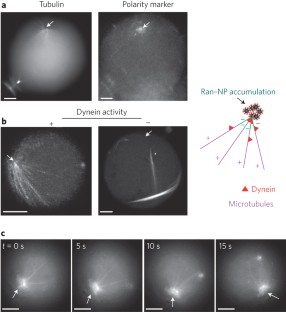 a
Tubulin
Polarity marker
b
Dynein activity
+
−
+
Ran–NP accumulation
− −
+
+
+
+
Dynein
Microtubules
c
t = 0 s
5 s
10 s
15 s